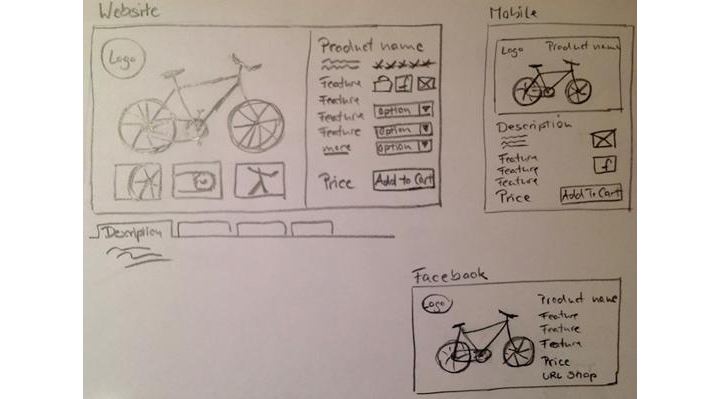 Website
Logo
Product name
Feature
f
Feature
Feature
option
Feature
option
more
option
Price
Add to Cart
Description
Mobile
Logo
Product name
Description
Feature
f
Feature
Feature
Price
Add To Cart
Facebook
Logo
Product name
Feature
Feature
Feature
Price
URL Shop